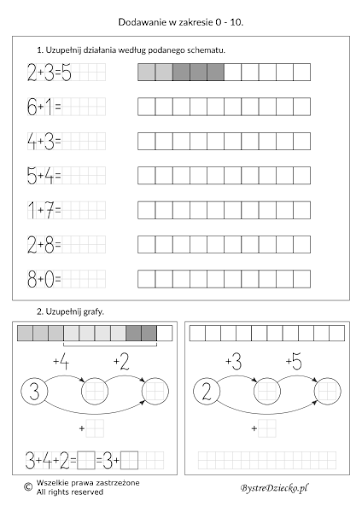 Dodawanie w zakresie 0 - 10.
1. Uzupełnij działania według podanego schematu.
2+3=5
6+1=
4+3=
5+4=
1+7=
2+8=
8+0=
2. Uzupełnij grafy.
+4 +2
3
+
3+4+2= =3+
+3 +5
2
+
© Wszelkie prawa zastrzeżone
All rights reserved
BystreDziecko.pl